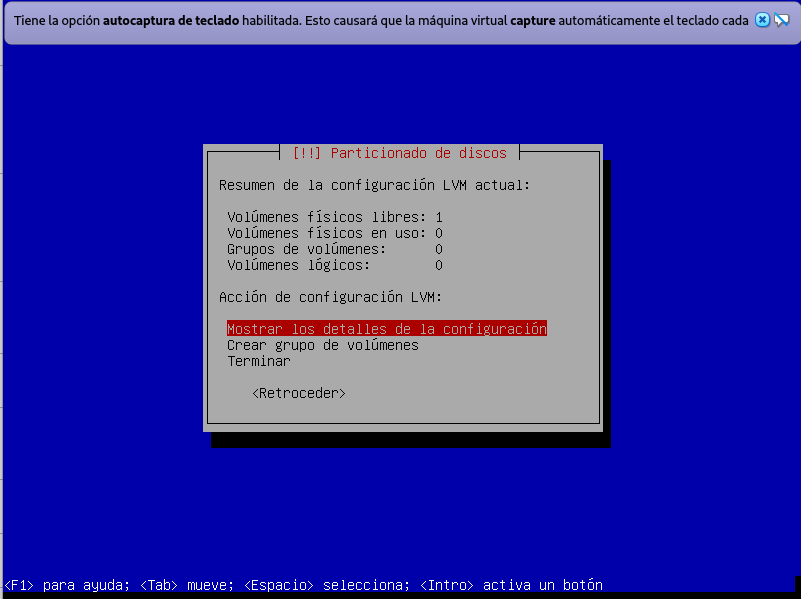 Tiene la opción autocaptura de teclado habilitada. Esto causará que la máquina virtual capture automáticamente el teclado cada
[!!] Particionado de discos
Resumen de la configuración LVM actual:
Volúmenes físicos libres: 1
Volúmenes físicos en uso: 0
Grupos de volúmenes: 0
Volúmenes lógicos: 0
Acción de configuración LVM:
Mostrar los detalles de la configuración
Crear grupo de volúmenes
Terminar
<Retroceder>
<F1> para ayuda; <Tab> mueve; <Espacio> selecciona; <Intro> activa un botón